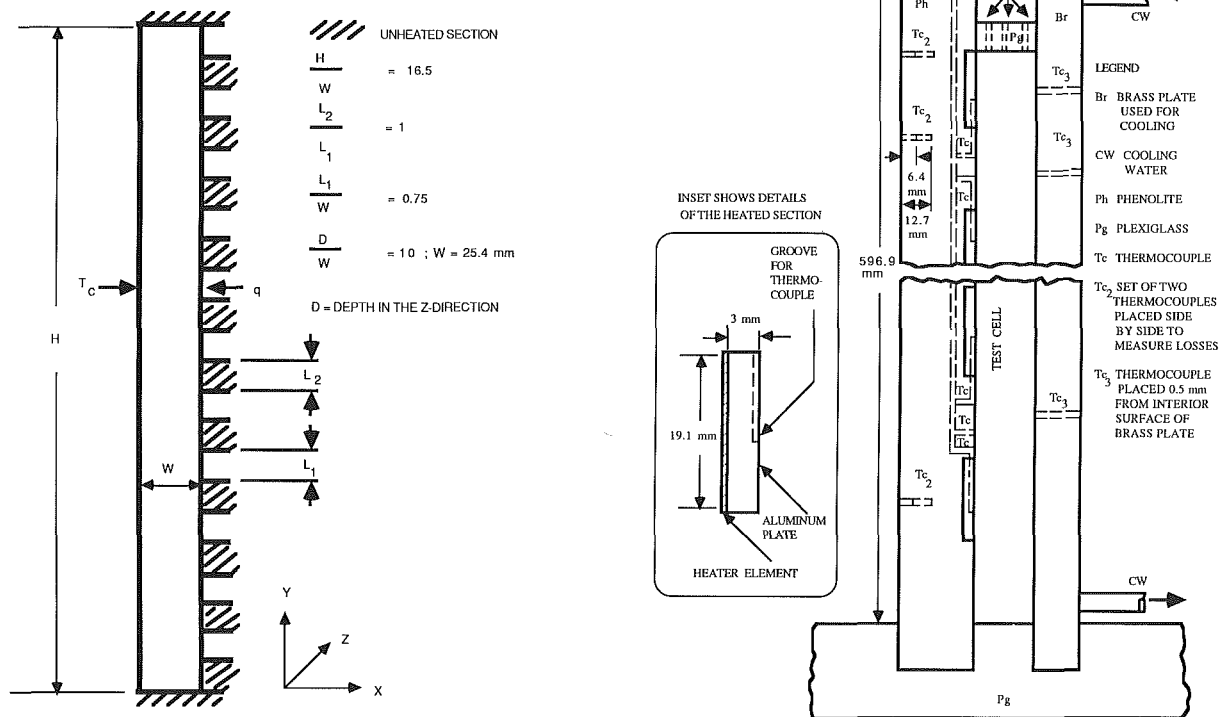 UNHEATED SECTION
H
W
= 16.5
L2
L1
= 1
L1
W
= 0.75
D
W
= 10 ; W = 25.4 mm
D = DEPTH IN THE Z-DIRECTION
Tc
q
H
L2
L1
W
Y
Z
X
INSET SHOWS DETAILS
OF THE HEATED SECTION
GROOVE
FOR
THERMO-
COUPLE
3 mm
19.1 mm
ALUMINUM
PLATE
HEATER ELEMENT
Ph
Br
CW
Pg
Tc2
Tc3
Tc2
Tc3
Tc
Tc
6.4
mm
12.7
mm
596.9
mm
TEST CELL
Tc
Tc
Tc
Tc3
Tc2
CW
Pg
LEGEND
Br BRASS PLATE
USED FOR
COOLING
CW COOLING
WATER
Ph PHENOLITE
Pg PLEXIGLASS
Tc THERMOCOUPLE
Tc2 SET OF TWO
THERMOCOUPLES
PLACED SIDE
BY SIDE TO
MEASURE LOSSES
Tc3 THERMOCOUPLE
PLACED 0.5 mm
FROM INTERIOR
SURFACE OF
BRASS PLATE